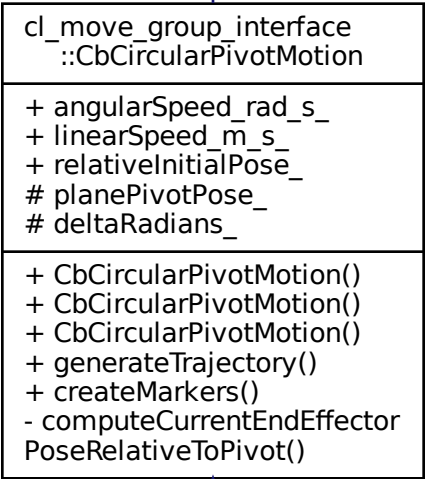 cl_move_group_interface
::CbCircularPivotMotion
+ angularSpeed_rad_s_
+ linearSpeed_m_s_
+ relativeInitialPose_
# planePivotPose_
# deltaRadians_
+ CbCircularPivotMotion()
+ CbCircularPivotMotion()
+ CbCircularPivotMotion()
+ generateTrajectory()
+ createMarkers()
- computeCurrentEndEffector
PoseRelativeToPivot()